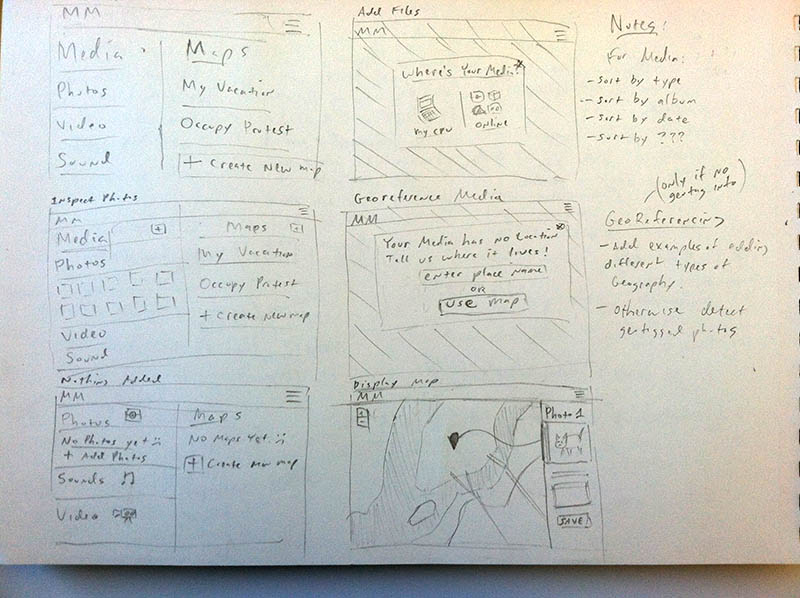 MM
Media
Maps
Photos
My Vacation
Video
Occupy Protest
Sound
+ Create New map
Add Files
MM
Where's Your Media?
x
my CPU
online
Notes:
For Media:
- Sort by type
- Sort by album
- Sort by date
- Sort by ???
(only if no
geotag info)
GeoReferencing
- Add examples of adding
different types of
Geography.
- Otherwise detect
geotagged photos
Inspect Photos
MM
Media
+
Maps
+
Photos
My Vacation
Occupy Protest
+ Create New map
Video
Sound
Georeference Media
MM
x
Your Media has no Location
Tell us where it lives!
enter place name
OR
use map
Nothing Added
MM
Photos
Maps
No Photos yet :(
No Maps Yet :(
+ Add Photos
+ Create New map
Sounds
Video
Display Map
MM
+
-
Photo 1
SAVE